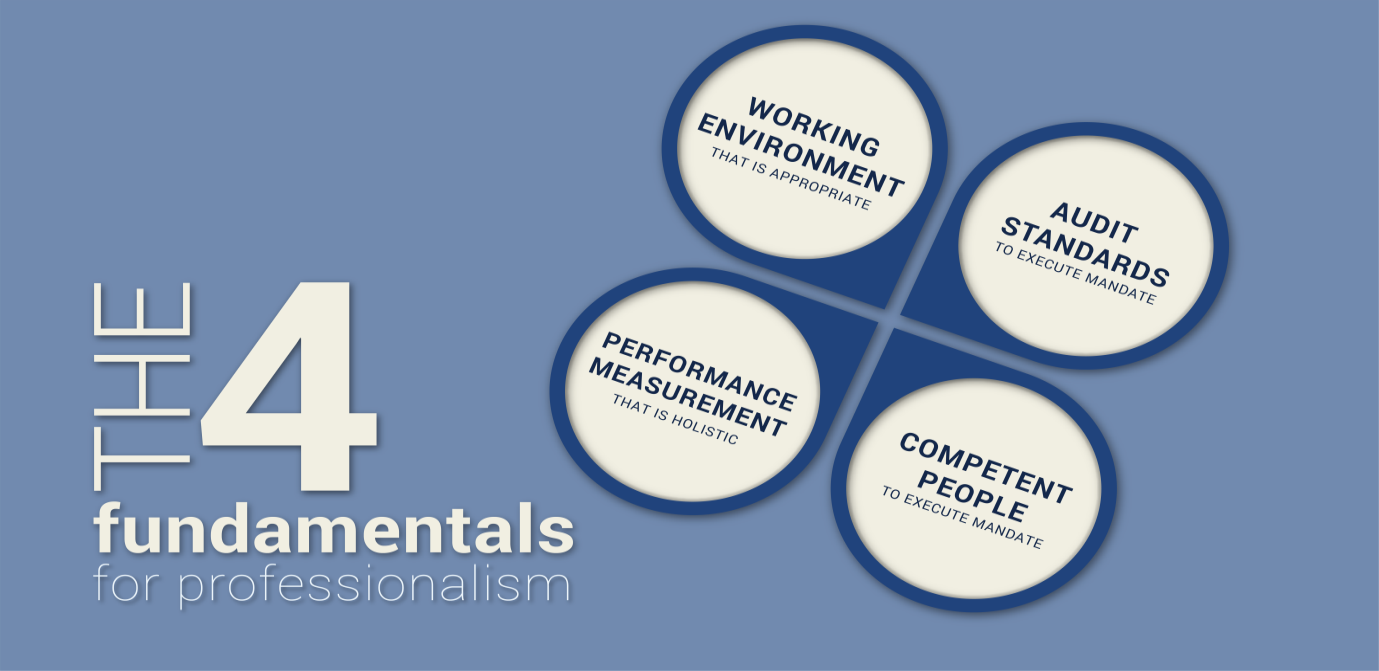 THE
4
fundamentals
for professionalism
WORKING
ENVIRONMENT
THAT IS APPROPRIATE
AUDIT
STANDARDS
TO EXECUTE MANDATE
PERFORMANCE
MEASUREMENT
THAT IS HOLISTIC
COMPETENT
PEOPLE
TO EXECUTE MANDATE